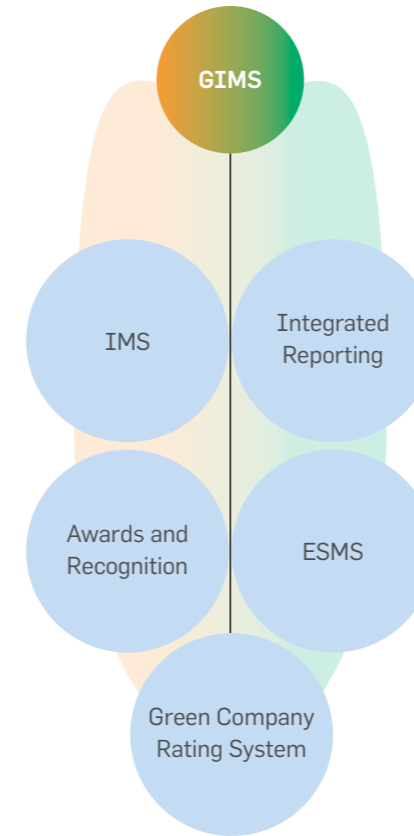 GIMS
IMS
Integrated
Reporting
Awards and
Recognition
ESMS
Green Company
Rating System